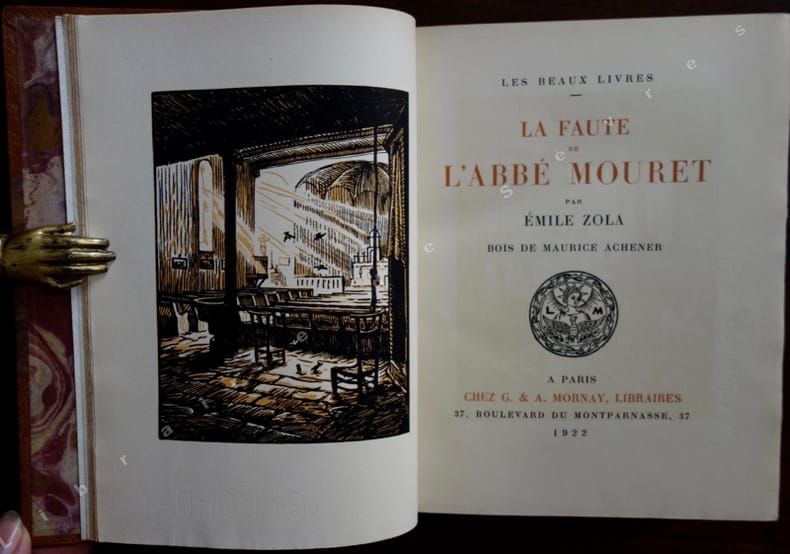 LES BEAUX LIVRES
LA FAUTE
DE
L'ABBÉ MOURET
PAR
ÉMILE ZOLA
BOIS DE MAURICE ACHENER
L M
A PARIS
CHEZ G. & A. MORNAY, LIBRAIRES
37, BOULEVARD DU MONTPARNASSE, 37
1922